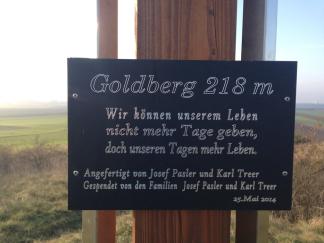 Goldberg 218 m
Wir können unserem Leben
nicht mehr Tage geben,
doch unseren Tagen mehr Leben.
Angefertigt von Josef Pasler und Karl Treer
Gespendet von den Familien Josef Pasler und Karl Treer
25.Mai 2014